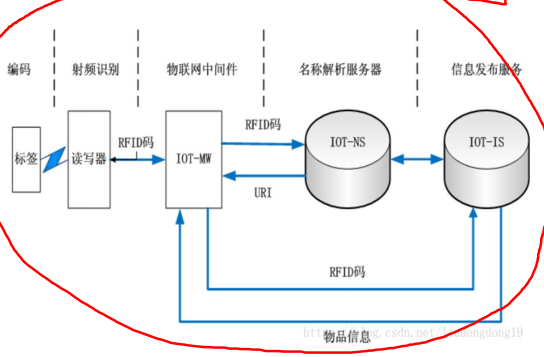 编码 射频识别 物联网中间件 名称解析服务器 信息发布服务
标签 读写器 RFID码 IOT-MW RFID码 IOT-NS IOT-IS
URI
RFID码
物品信息